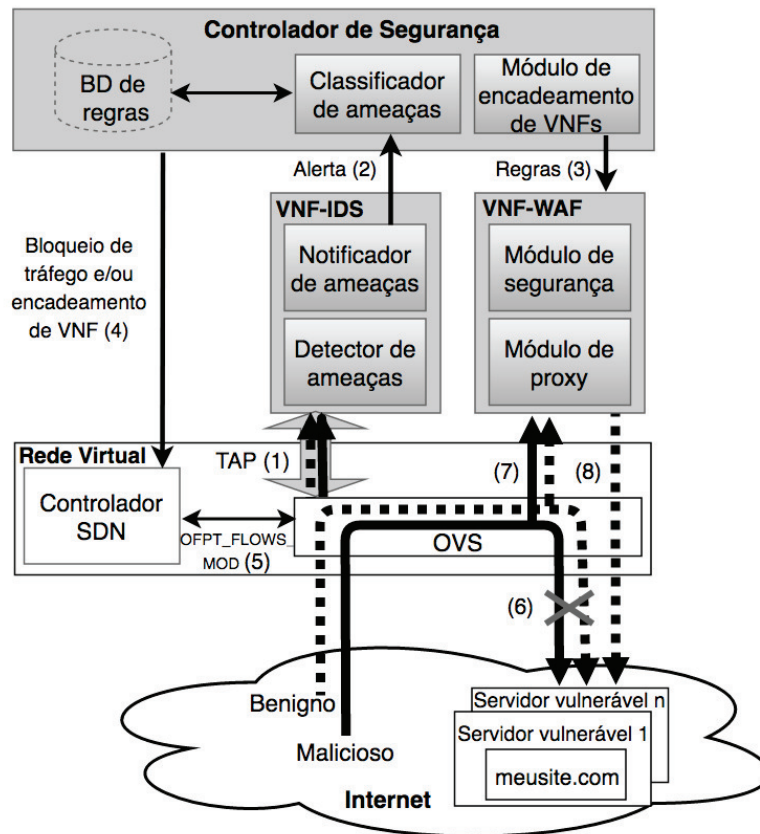 Controlador de Segurança
BD de
regras
Classificador
de ameaças
Módulo de
encadeamento
de VNFs
Alerta (2)
Regras (3)
Bloqueio de
tráfego e/ou
encadeamento
de VNF (4)
VNF-IDS
Notificador
de ameaças
Detector de
ameaças
VNF-WAF
Módulo de
segurança
Módulo de
proxy
Rede Virtual
TAP (1)
(7)
(8)
Controlador
SDN
OFPT_FLOWS_
MOD (5)
OVS
(6)
Benigno
Malicioso
Internet
Servidor vulnerável n
Servidor vulnerável 1
meusite.com